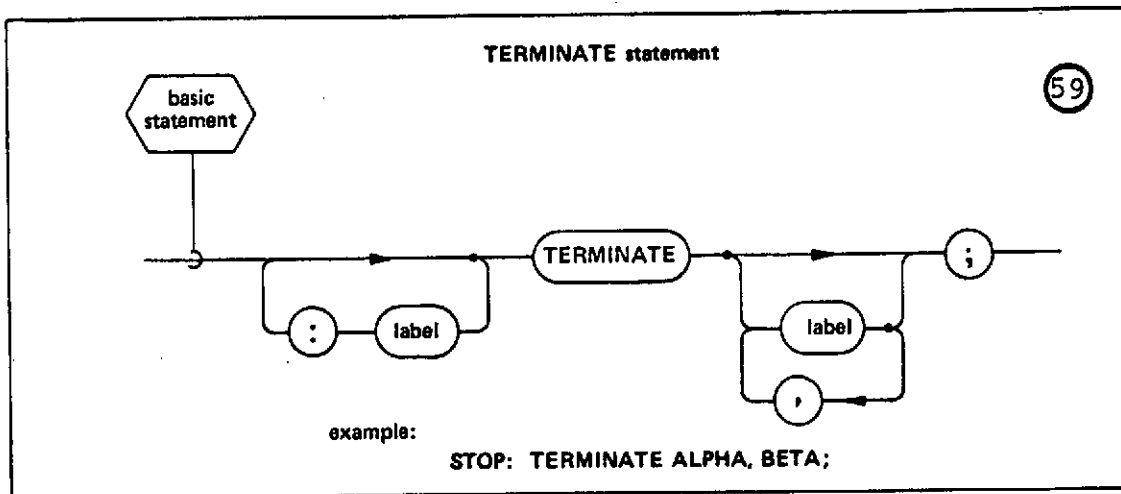 TERMINATE statement
59
basic
statement
TERMINATE
;
:
label
label
,
example:
STOP: TERMINATE ALPHA, BETA;